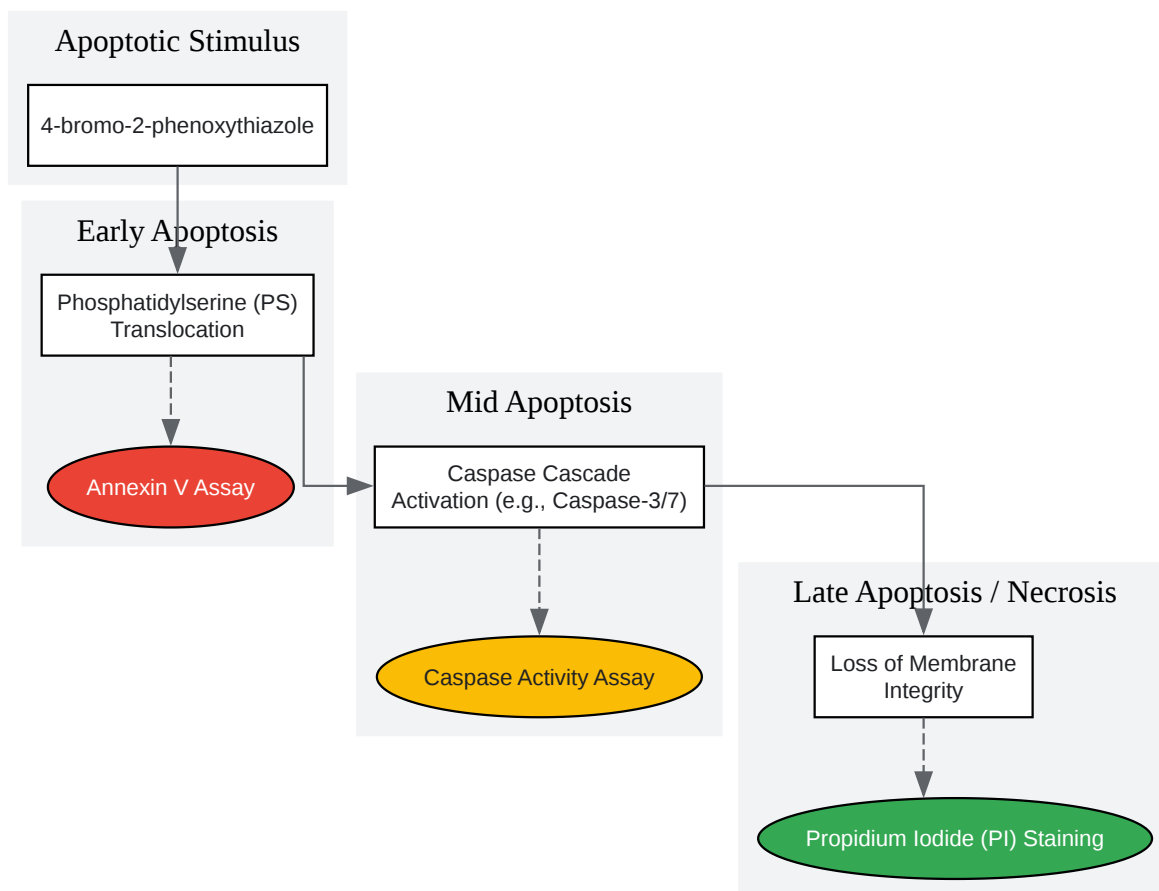 Apoptotic Stimulus
4-bromo-2-phenoxythiazole
Early Apoptosis
Phosphatidylserine (PS)
Translocation
Annexin V Assay
Mid Apoptosis
Caspase Cascade
Activation (e.g., Caspase-3/7)
Caspase Activity Assay
Late Apoptosis / Necrosis
Loss of Membrane
Integrity
Propidium Iodide (PI) Staining